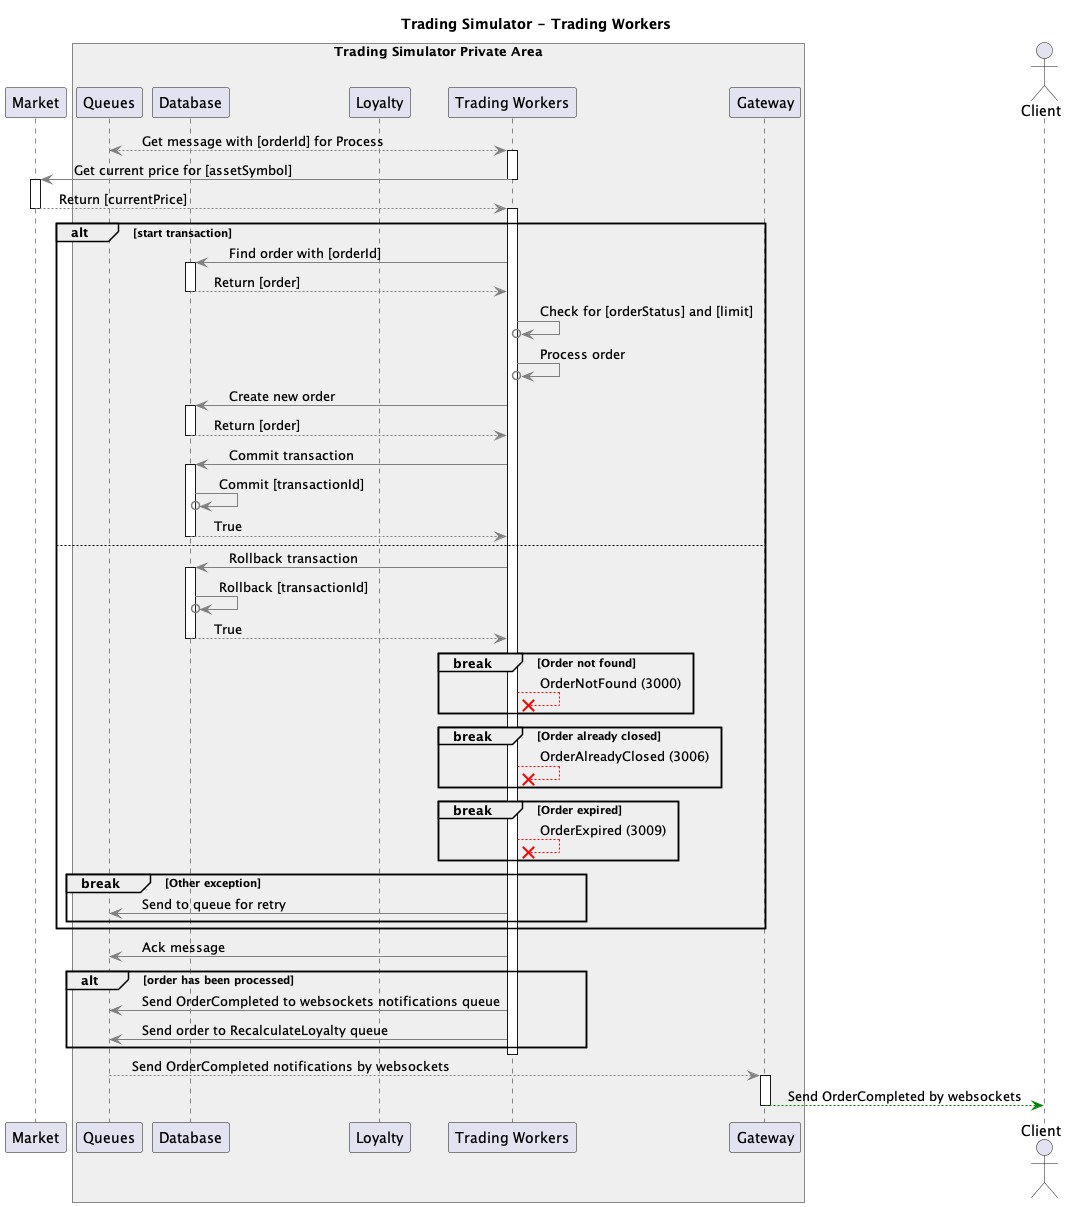 Trading Simulator - Trading Workers
Trading Simulator Private Area
Market
Queues
Database
Loyalty
Trading Workers
Gateway
Client
Get message with [orderId] for Process
Get current price for [assetSymbol]
Return [currentPrice]
alt
[start transaction]
Find order with [orderId]
Return [order]
Check for [orderStatus] and [limit]
Process order
Create new order
Return [order]
Commit transaction
Commit [transactionId]
True
Rollback transaction
Rollback [transactionId]
True
break
[Order not found]
OrderNotFound (3000)
break
[Order already closed]
OrderAlreadyClosed (3006)
break
[Order expired]
OrderExpired (3009)
break
[Other exception]
Send to queue for retry
Ack message
alt
[order has been processed]
Send OrderCompleted to websockets notifications queue
Send order to RecalculateLoyalty queue
Send OrderCompleted notifications by websockets
Send OrderCompleted by websockets
Market
Queues
Database
Loyalty
Trading Workers
Gateway
Client